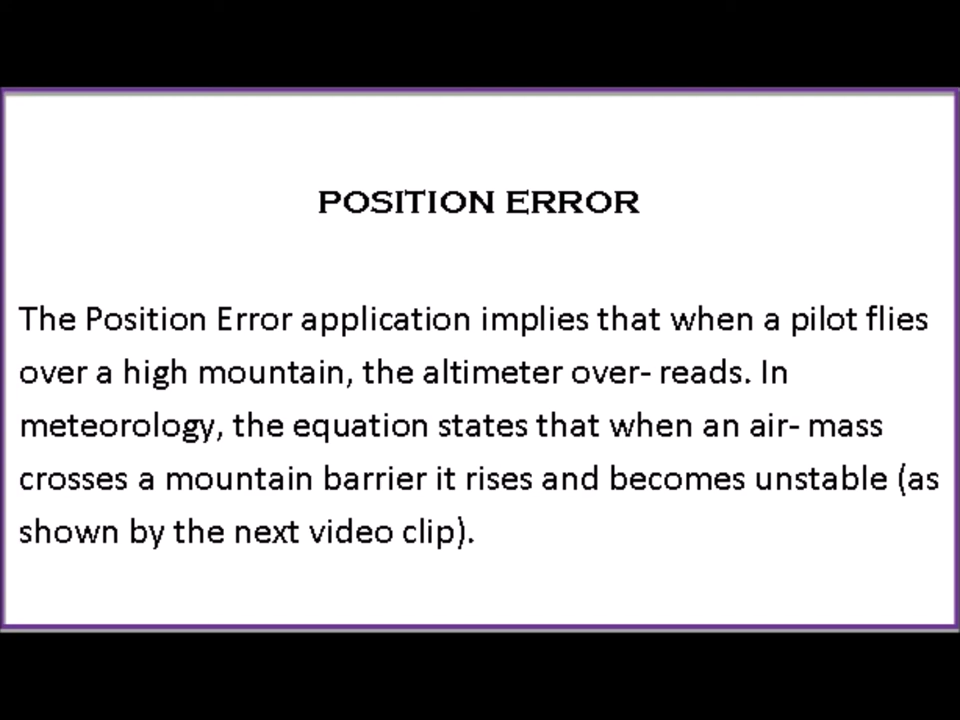 POSITION ERROR
The Position Error application implies that when a pilot flies
over a high mountain, the altimeter over- reads. In
meteorology, the equation states that when an air- mass
crosses a mountain barrier it rises and becomes unstable (as
shown by the next video clip).